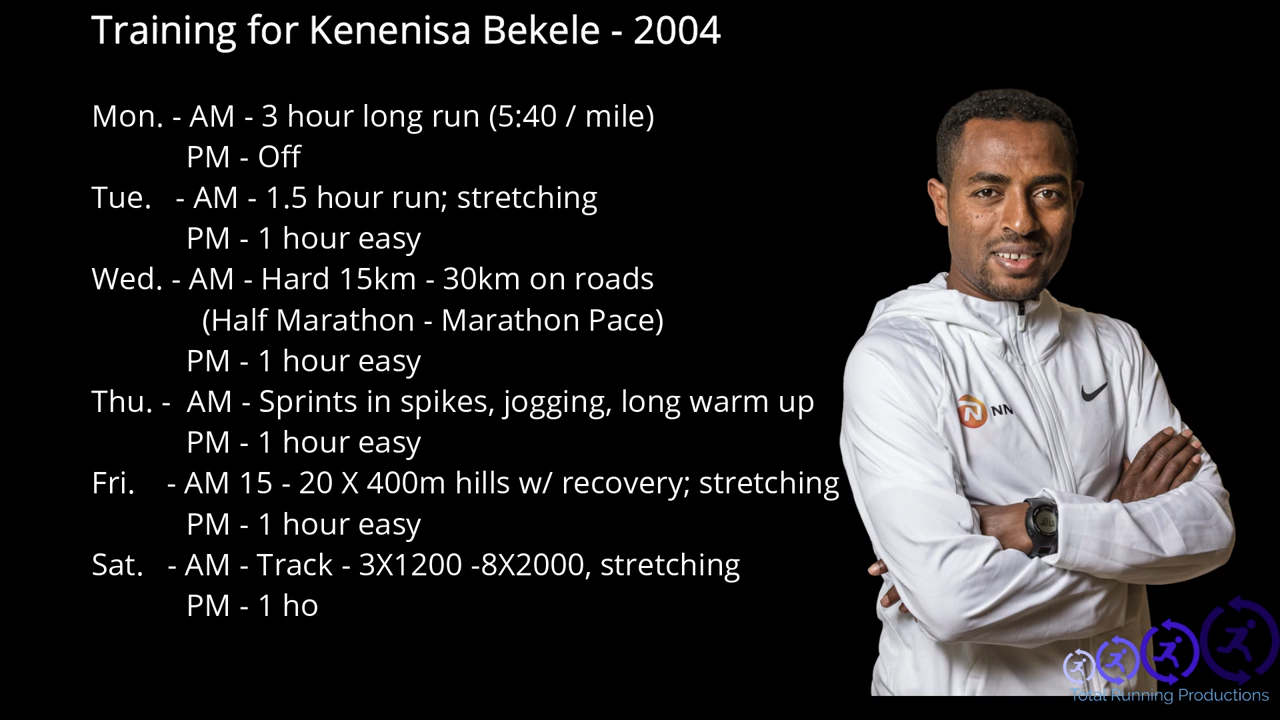 Training for Kenenisa Bekele - 2004
Mon. - AM - 3 hour long run (5:40 / mile)
PM - Off
Tue. - AM - 1.5 hour run; stretching
PM - 1 hour easy
Wed. - AM - Hard 15km - 30km on roads
(Half Marathon - Marathon Pace)
PM - 1 hour easy
Thu. - AM - Sprints in spikes, jogging, long warm up
PM - 1 hour easy
Fri. - AM 15 - 20 X 400m hills w/ recovery; stretching
PM - 1 hour easy
Sat. - AM - Track - 3X1200 -8X2000, stretching
PM - 1 ho
NN
Total Running Productions